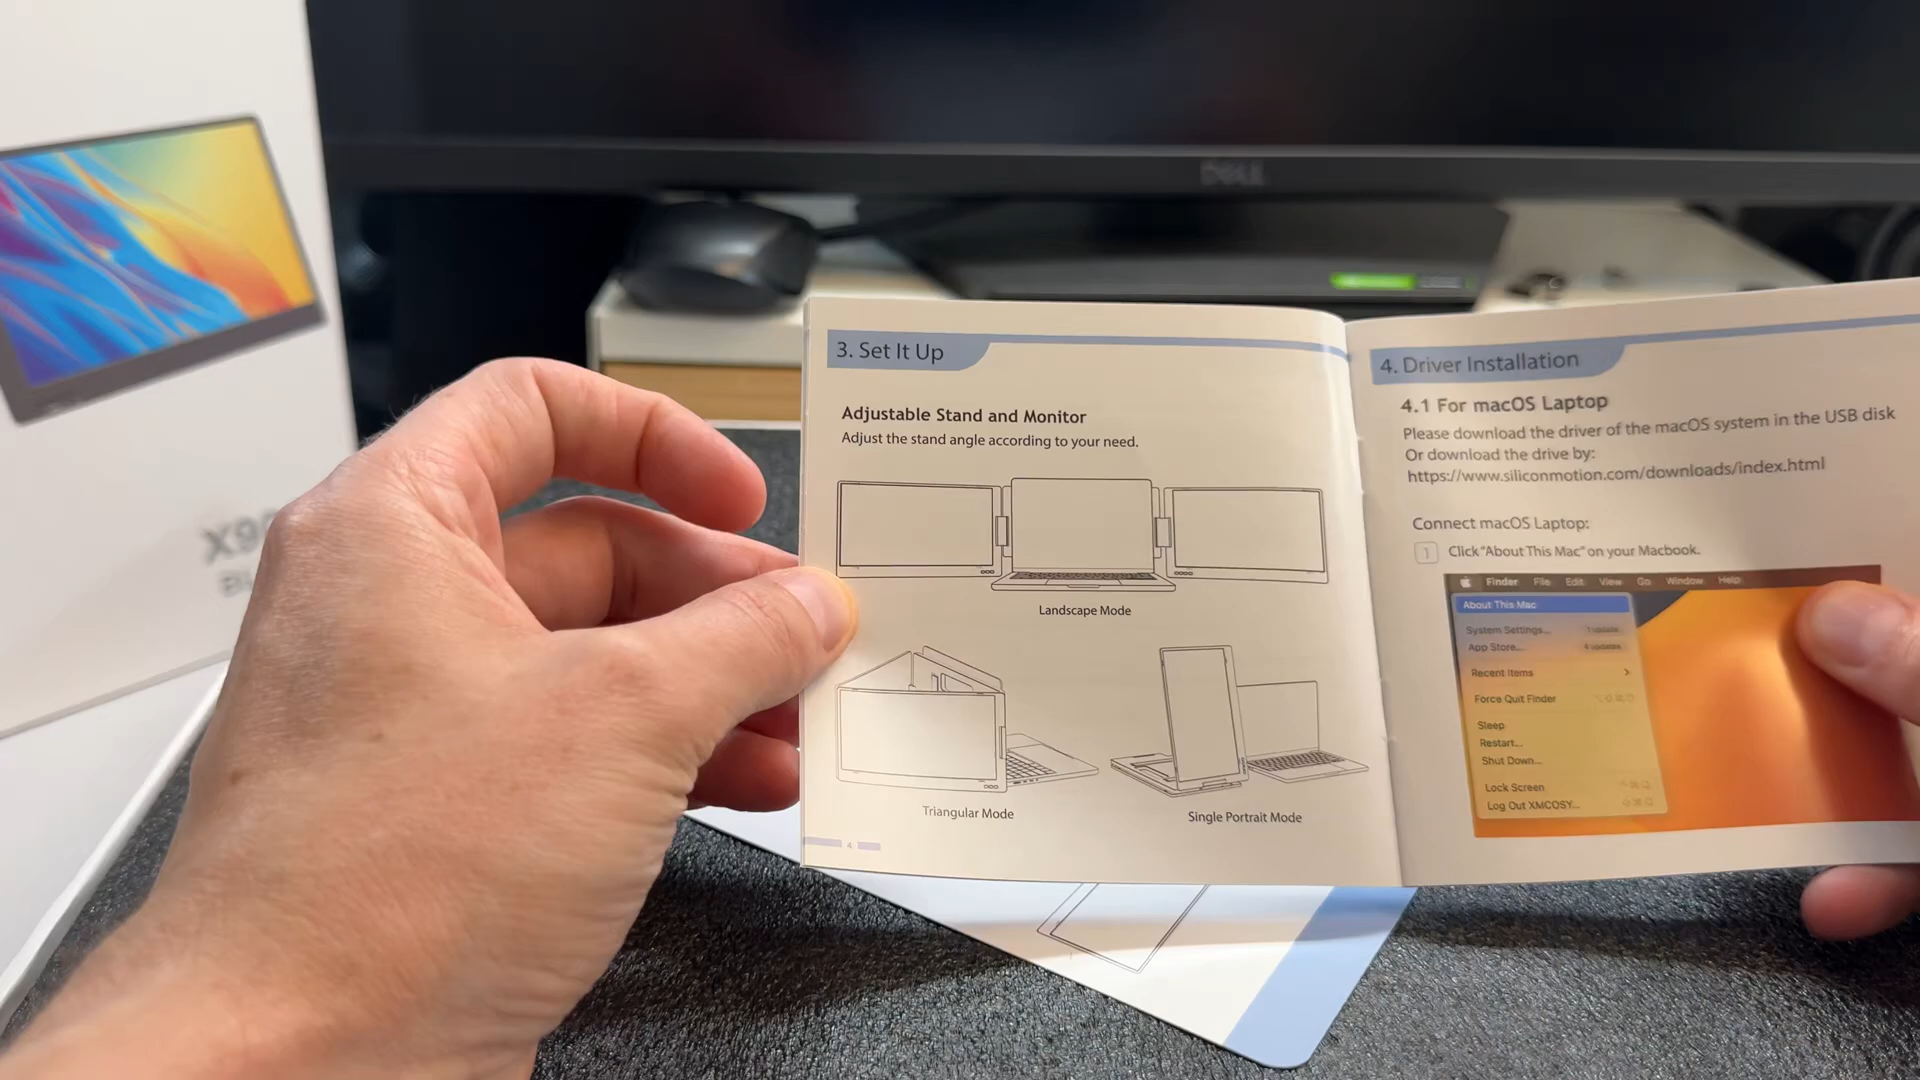 DELL
3. Set It Up
Adjustable Stand and Monitor
Adjust the stand angle according to your need.
Landscape Mode
Triangular Mode
Single Portrait Mode
4
4. Driver Installation
4.1 For macOS Laptop
Please download the driver of the macOS system in the USB disk
Or download the drive by:
https://www.siliconmotion.com/downloads/index.html
Connect macOS Laptop:
1 Click "About This Mac" on your Macbook.
Finder File Edit View Go Window Help
About This Mac
System Settings... 1 update
App Store... 4 updates
Recent Items
Force Quit Finder
Sleep
Restart...
Shut Down...
Lock Screen
Log Out XMCOSY...